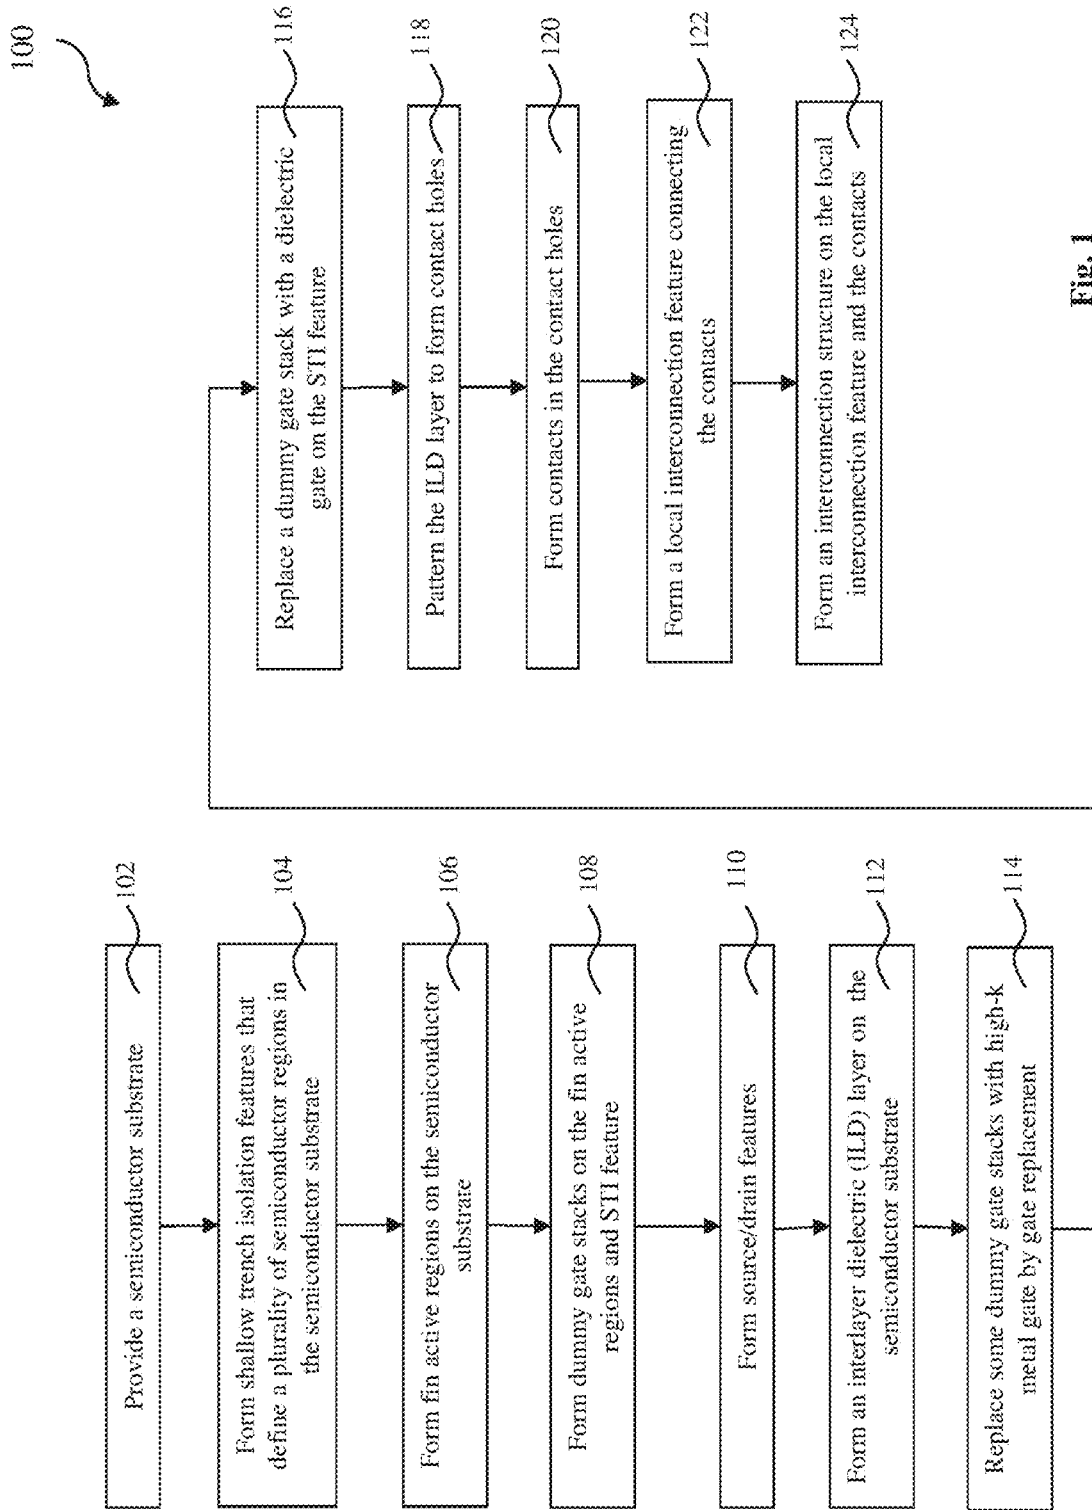 100
Provide a semiconductor substrate
102
Form shallow trench isolation features that
define a plurality of semiconductor regions in
the semiconductor substrate
104
Form fin active regions on the semiconductor
substrate
106
Form dummy gate stacks on the fin active
regions and STI feature
108
Form source/drain features
110
Form an interlayer dielectric (ILD) layer on the
semiconductor substrate
112
Replace some dummy gate stacks with high-k
metal gate by gate replacement
114
Replace a dummy gate stack with a dielectric
gate on the STI feature
116
Pattern the ILD layer to form contact holes
118
Form contacts in the contact holes
120
Form a local interconnection feature connecting
the contacts
122
Form an interconnection structure on the local
interconnection feature and the contacts
124
Fig. 1